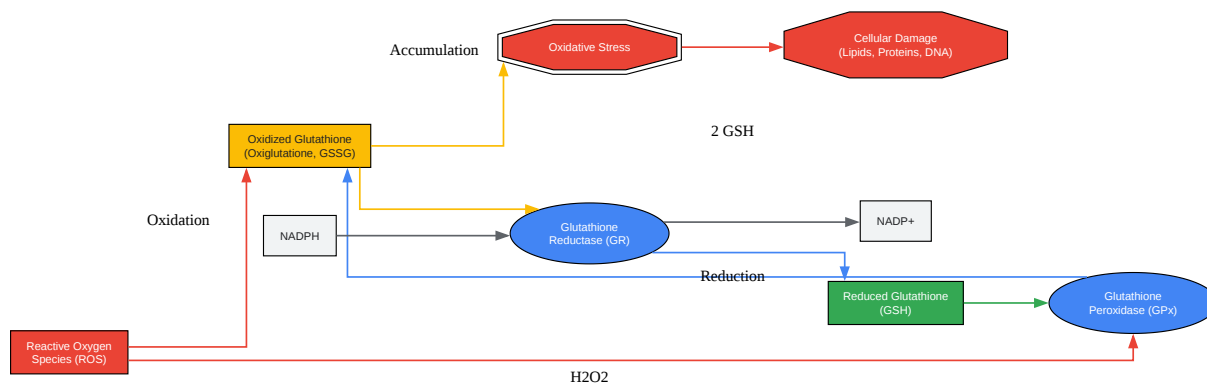 Accumulation
Oxidative Stress
Cellular Damage
(Lipids, Proteins, DNA)
2 GSH
Oxidized Glutathione
(Oxiglutatione, GSSG)
Oxidation
NADPH
Glutathione
Reductase (GR)
NADP+
Reduction
Reduced Glutathione
(GSH)
Glutathione
Peroxidase (GPx)
Reactive Oxygen
Species (ROS)
H2O2